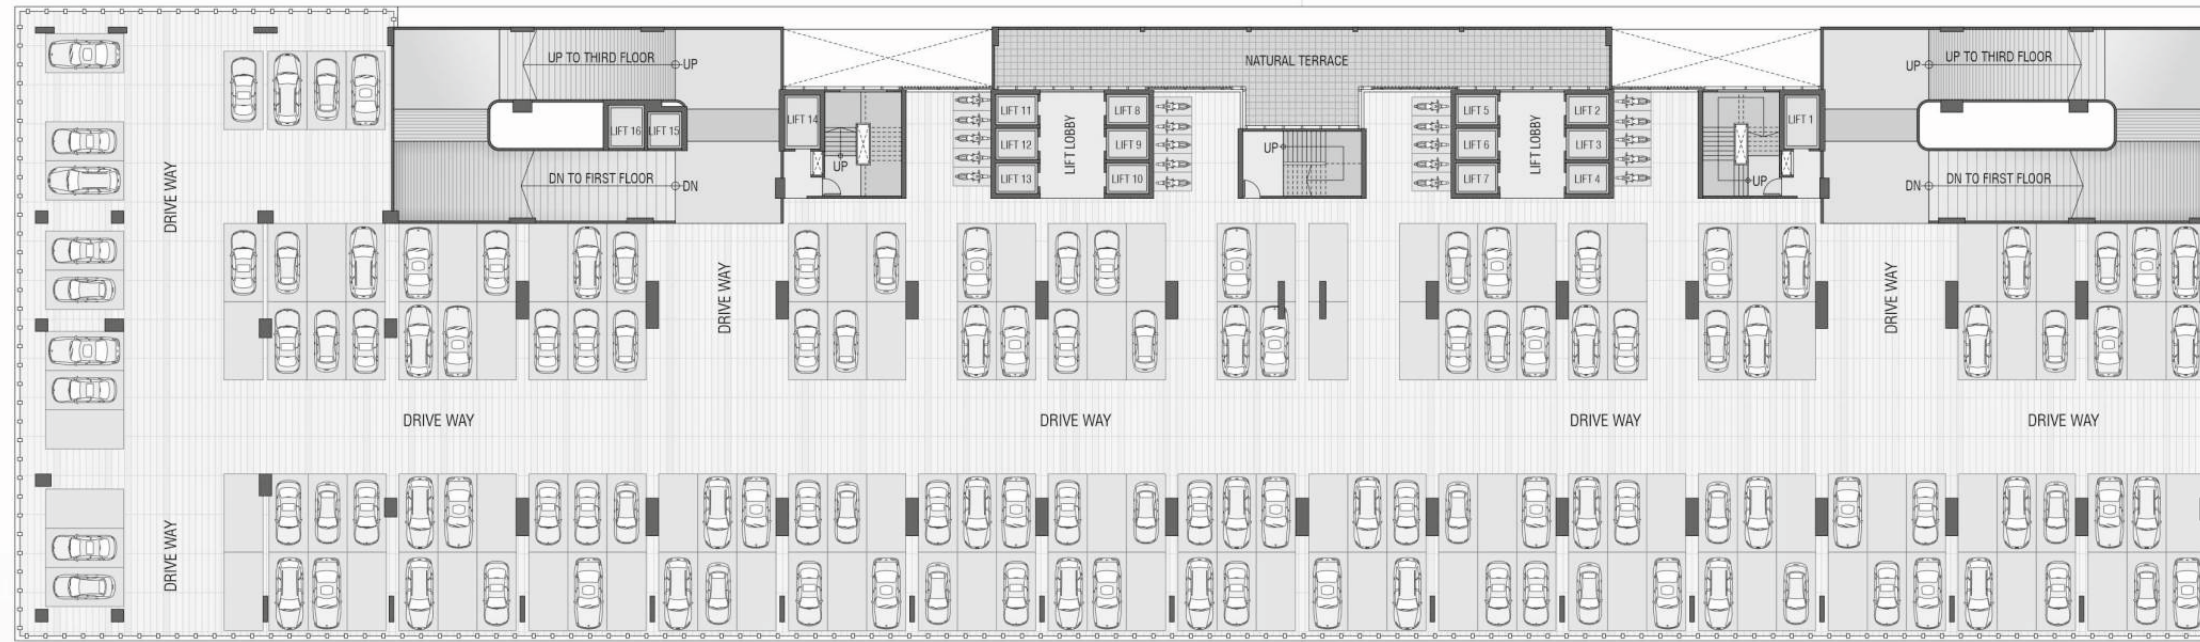 UP TO THIRD FLOOR
UP
NATURAL TERRACE
UP
UP TO THIRD FLOOR
LIFT 11
LIFT 8
LIFT 5
LIFT 2
LIFT 16
LIFT 15
LIFT 14
LIFT 12
LIFT LOBBY
LIFT 9
LIFT 6
LIFT LOBBY
LIFT 3
LIFT 1
UP
UP
UP
LIFT 13
LIFT 10
LIFT 7
LIFT 4
DN TO FIRST FLOOR
DN
DN
DN TO FIRST FLOOR
DRIVE WAY
DRIVE WAY
DRIVE WAY
DRIVE WAY
DRIVE WAY
DRIVE WAY
DRIVE WAY
DRIVE WAY